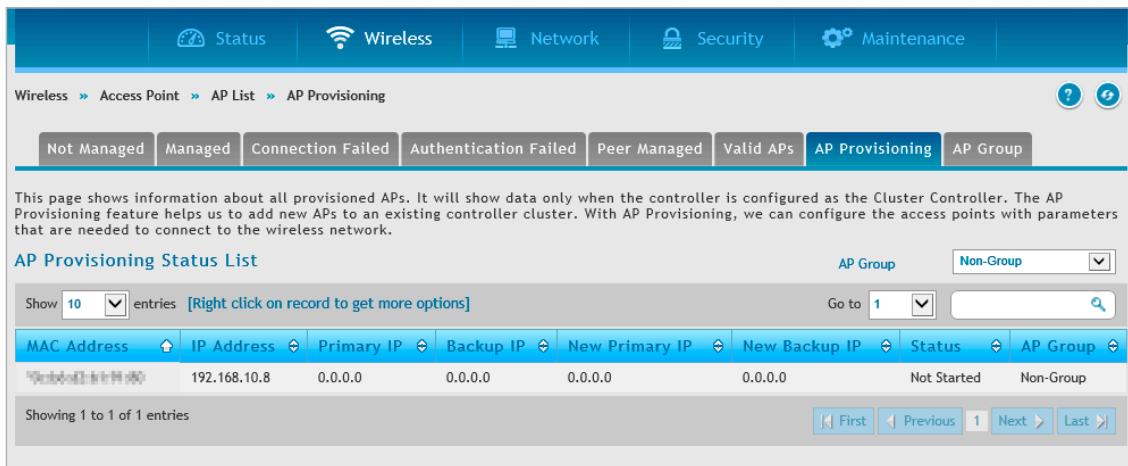 Status Wireless Network Security Maintenance
Wireless » Access Point » AP List » AP Provisioning
Not Managed Managed Connection Failed Authentication Failed Peer Managed Valid APs AP Provisioning AP Group
This page shows information about all provisioned APs. It will show data only when the controller is configured as the Cluster Controller. The AP
Provisioning feature helps us to add new APs to an existing controller cluster. With AP Provisioning, we can configure the access points with parameters
that are needed to connect to the wireless network.
AP Provisioning Status List AP Group Non-Group
Show 10 entries [Right click on record to get more options] Go to 1
MAC Address IP Address Primary IP Backup IP New Primary IP New Backup IP Status AP Group
192.168.10.8 0.0.0.0 0.0.0.0 0.0.0.0 0.0.0.0 Not Started Non-Group
Showing 1 to 1 of 1 entries First Previous 1 Next Last